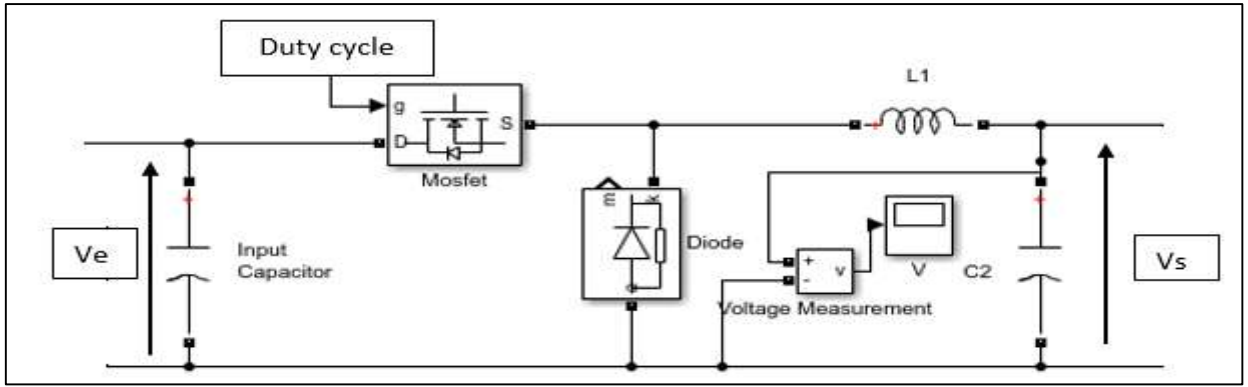 Duty cycle
L1
g
D
S
Mosfet
m
k
a
Ve
Input
Capacitor
Diode
+
-
v
V
C2
Voltage Measurement
Vs